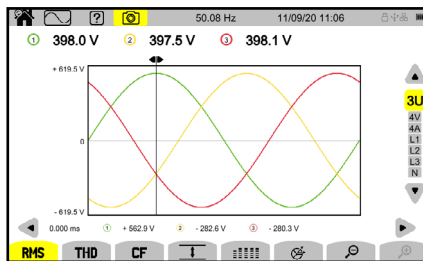 ? 50.08 Hz 11/09/20 11:06
1 398.0 V 2 397.5 V 3 398.1 V
+ 619.5 V
0
- 619.5 V
3U
4V
4A
L1
L2
L3
N
0.000 ms 1 + 562.9 V 2 - 282.6 V 3 - 280.3 V
RMS THD CF